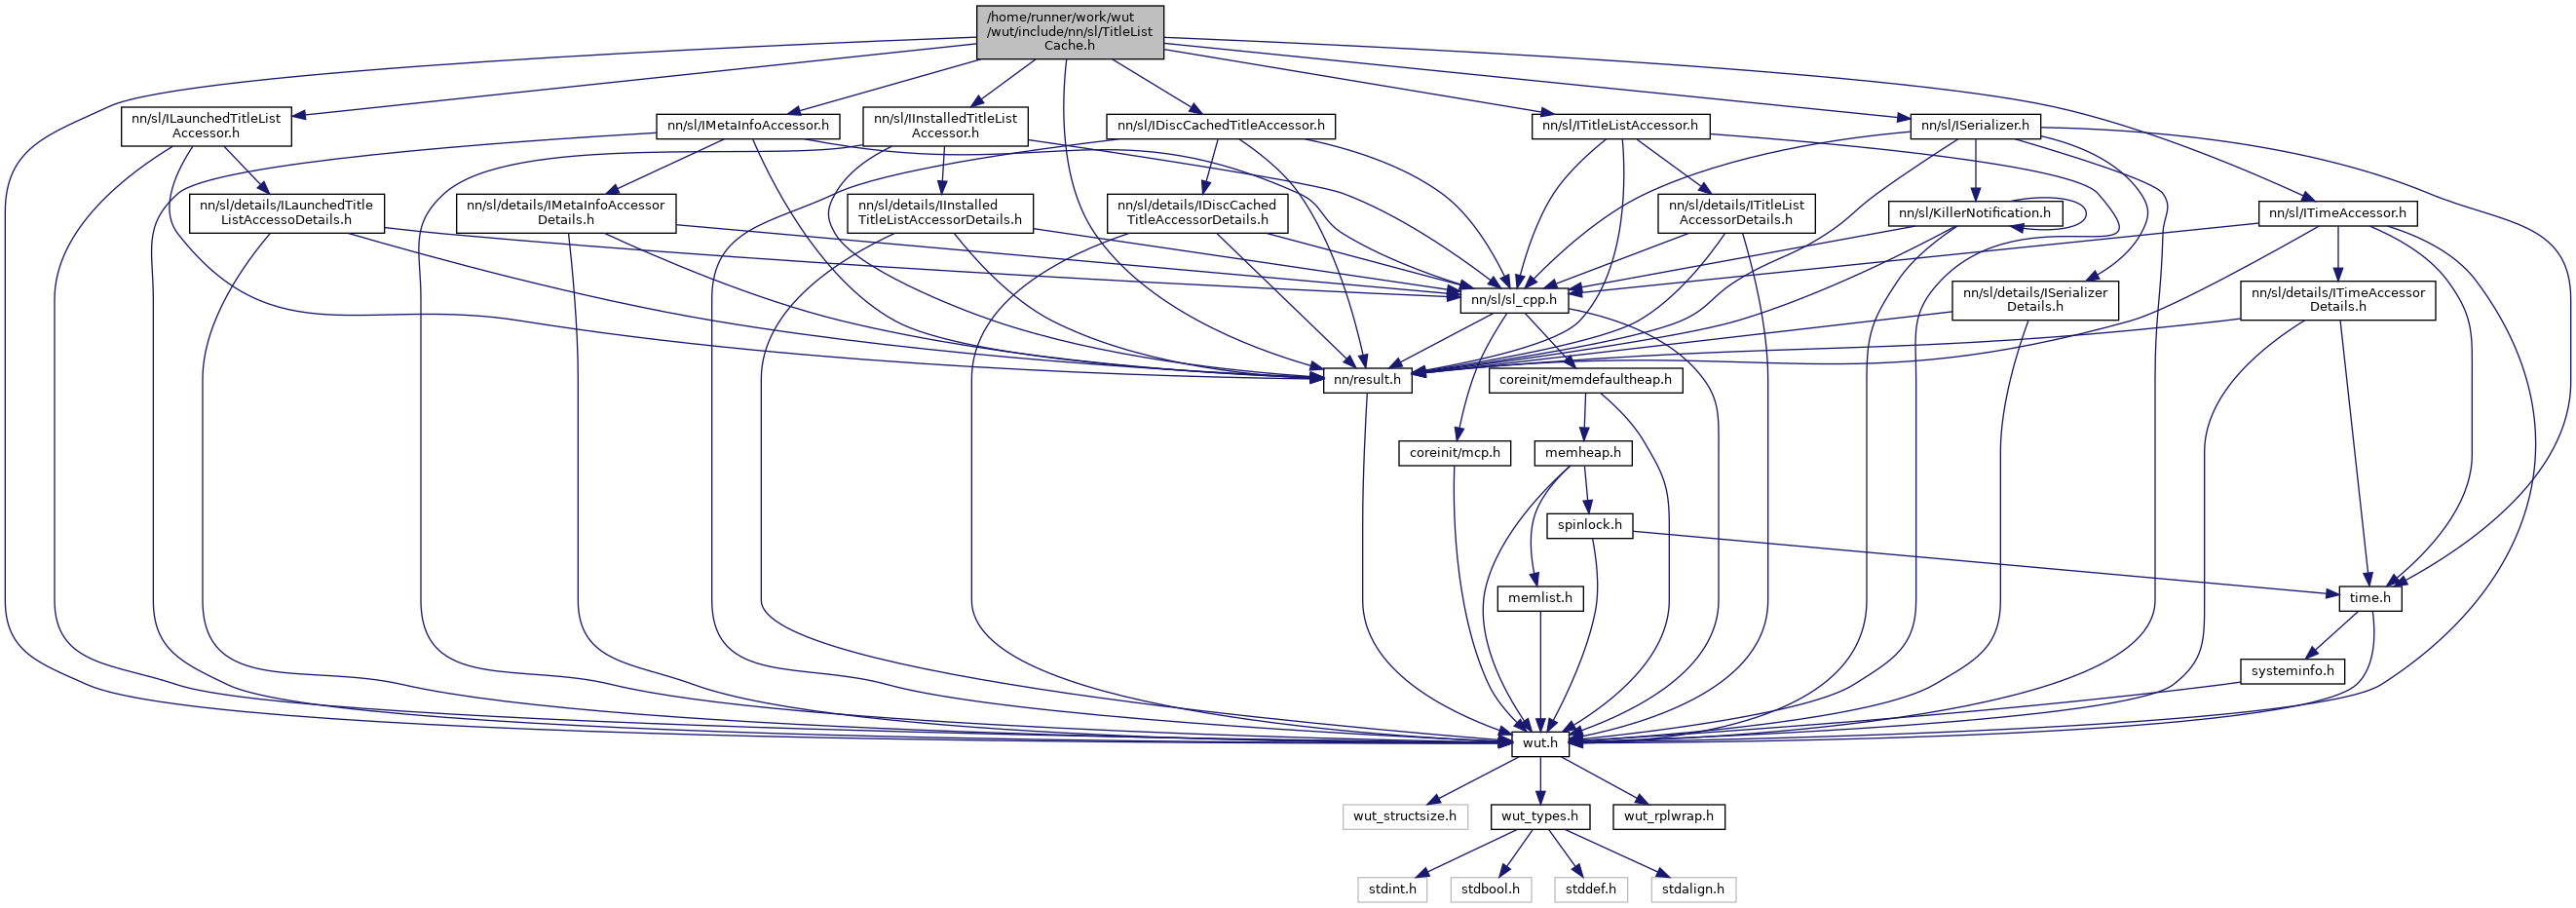 /home/runner/work/wut
/wut/include/nn/sl/TitleList
Cache.h
nn/sl/ILaunchedTitleList
Accessor.h
nn/sl/IMetaInfoAccessor.h
nn/sl/IInstalledTitleList
Accessor.h
nn/sl/IDiscCachedTitleAccessor.h
nn/sl/ITitleListAccessor.h
nn/sl/ISerializer.h
nn/sl/details/ILaunchedTitle
ListAccessoDetails.h
nn/sl/details/IMetaInfoAccessor
Details.h
nn/sl/details/IInstalled
TitleListAccessorDetails.h
nn/sl/details/IDiscCached
TitleAccessorDetails.h
nn/sl/details/ITitleList
AccessorDetails.h
nn/sl/KillerNotification.h
nn/sl/ITimeAccessor.h
nn/sl/sl_cpp.h
nn/sl/details/ISerializer
Details.h
nn/sl/details/ITimeAccessor
Details.h
nn/result.h
coreinit/memdefaultheap.h
coreinit/mcp.h
memheap.h
spinlock.h
memlist.h
time.h
systeminfo.h
wut.h
wut_structsize.h
wut_types.h
wut_rplwrap.h
stdint.h
stdbool.h
stddef.h
stdalign.h